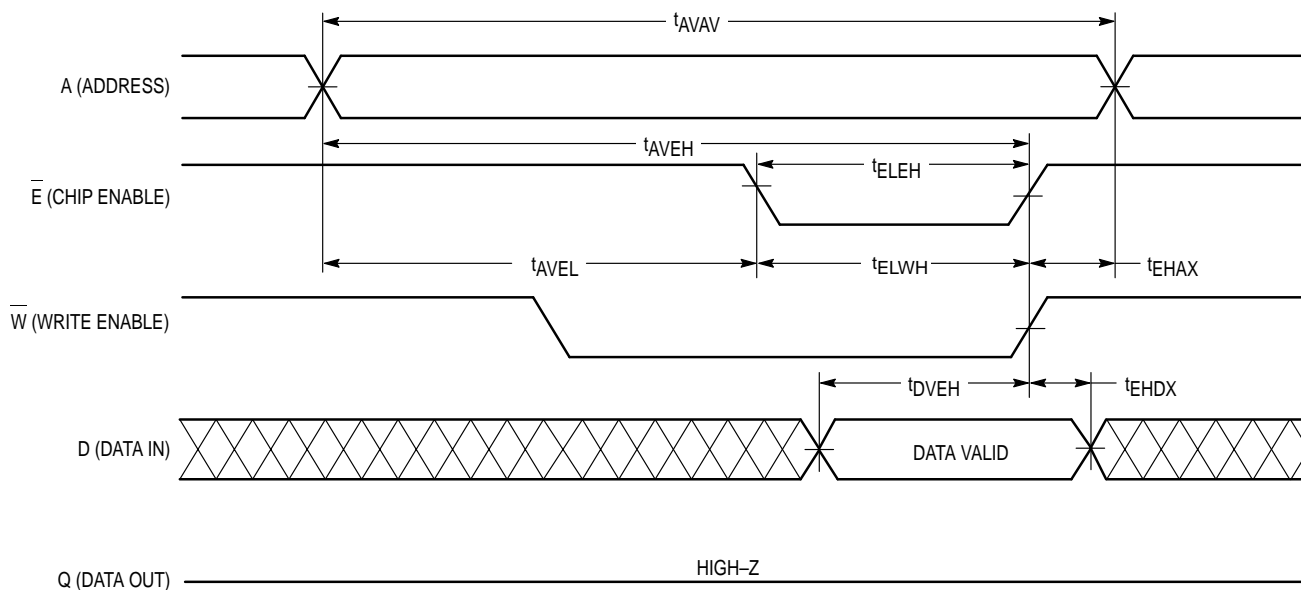 tAVAV
A (ADDRESS)
tAVEH
tELEH
E̅ (CHIP ENABLE)
tAVEL
tELWH
tEHAX
W̅ (WRITE ENABLE)
tDVEH
tEHDX
D (DATA IN)
DATA VALID
HIGH–Z
Q (DATA OUT)